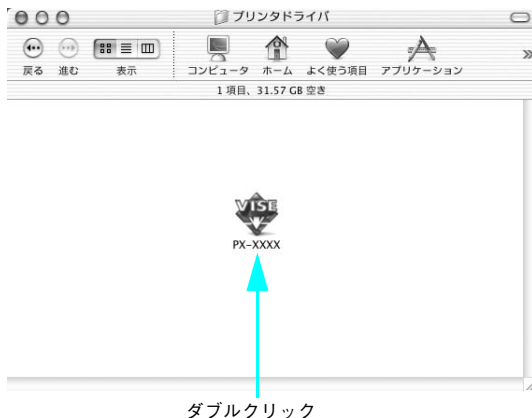 プリンタドライバ
戻る 進む 表示 コンピュータ ホーム よく使う項目 アプリケーション
1 項目、31.57 GB 空き
VISE
PX-XXXX
ダブルクリック